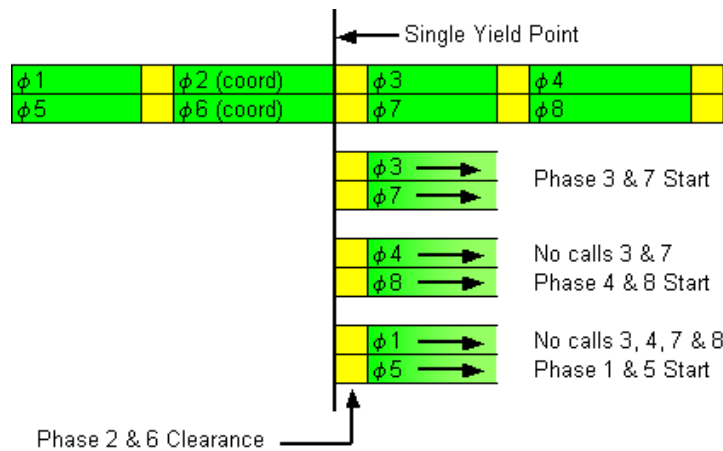 Single Yield Point
ϕ1 ϕ2 (coord) ϕ3 ϕ4
ϕ5 ϕ6 (coord) ϕ7 ϕ8
ϕ3
ϕ7
Phase 3 & 7 Start
ϕ4 No calls 3 & 7
ϕ8 Phase 4 & 8 Start
ϕ1 No calls 3, 4, 7 & 8
ϕ5 Phase 1 & 5 Start
Phase 2 & 6 Clearance